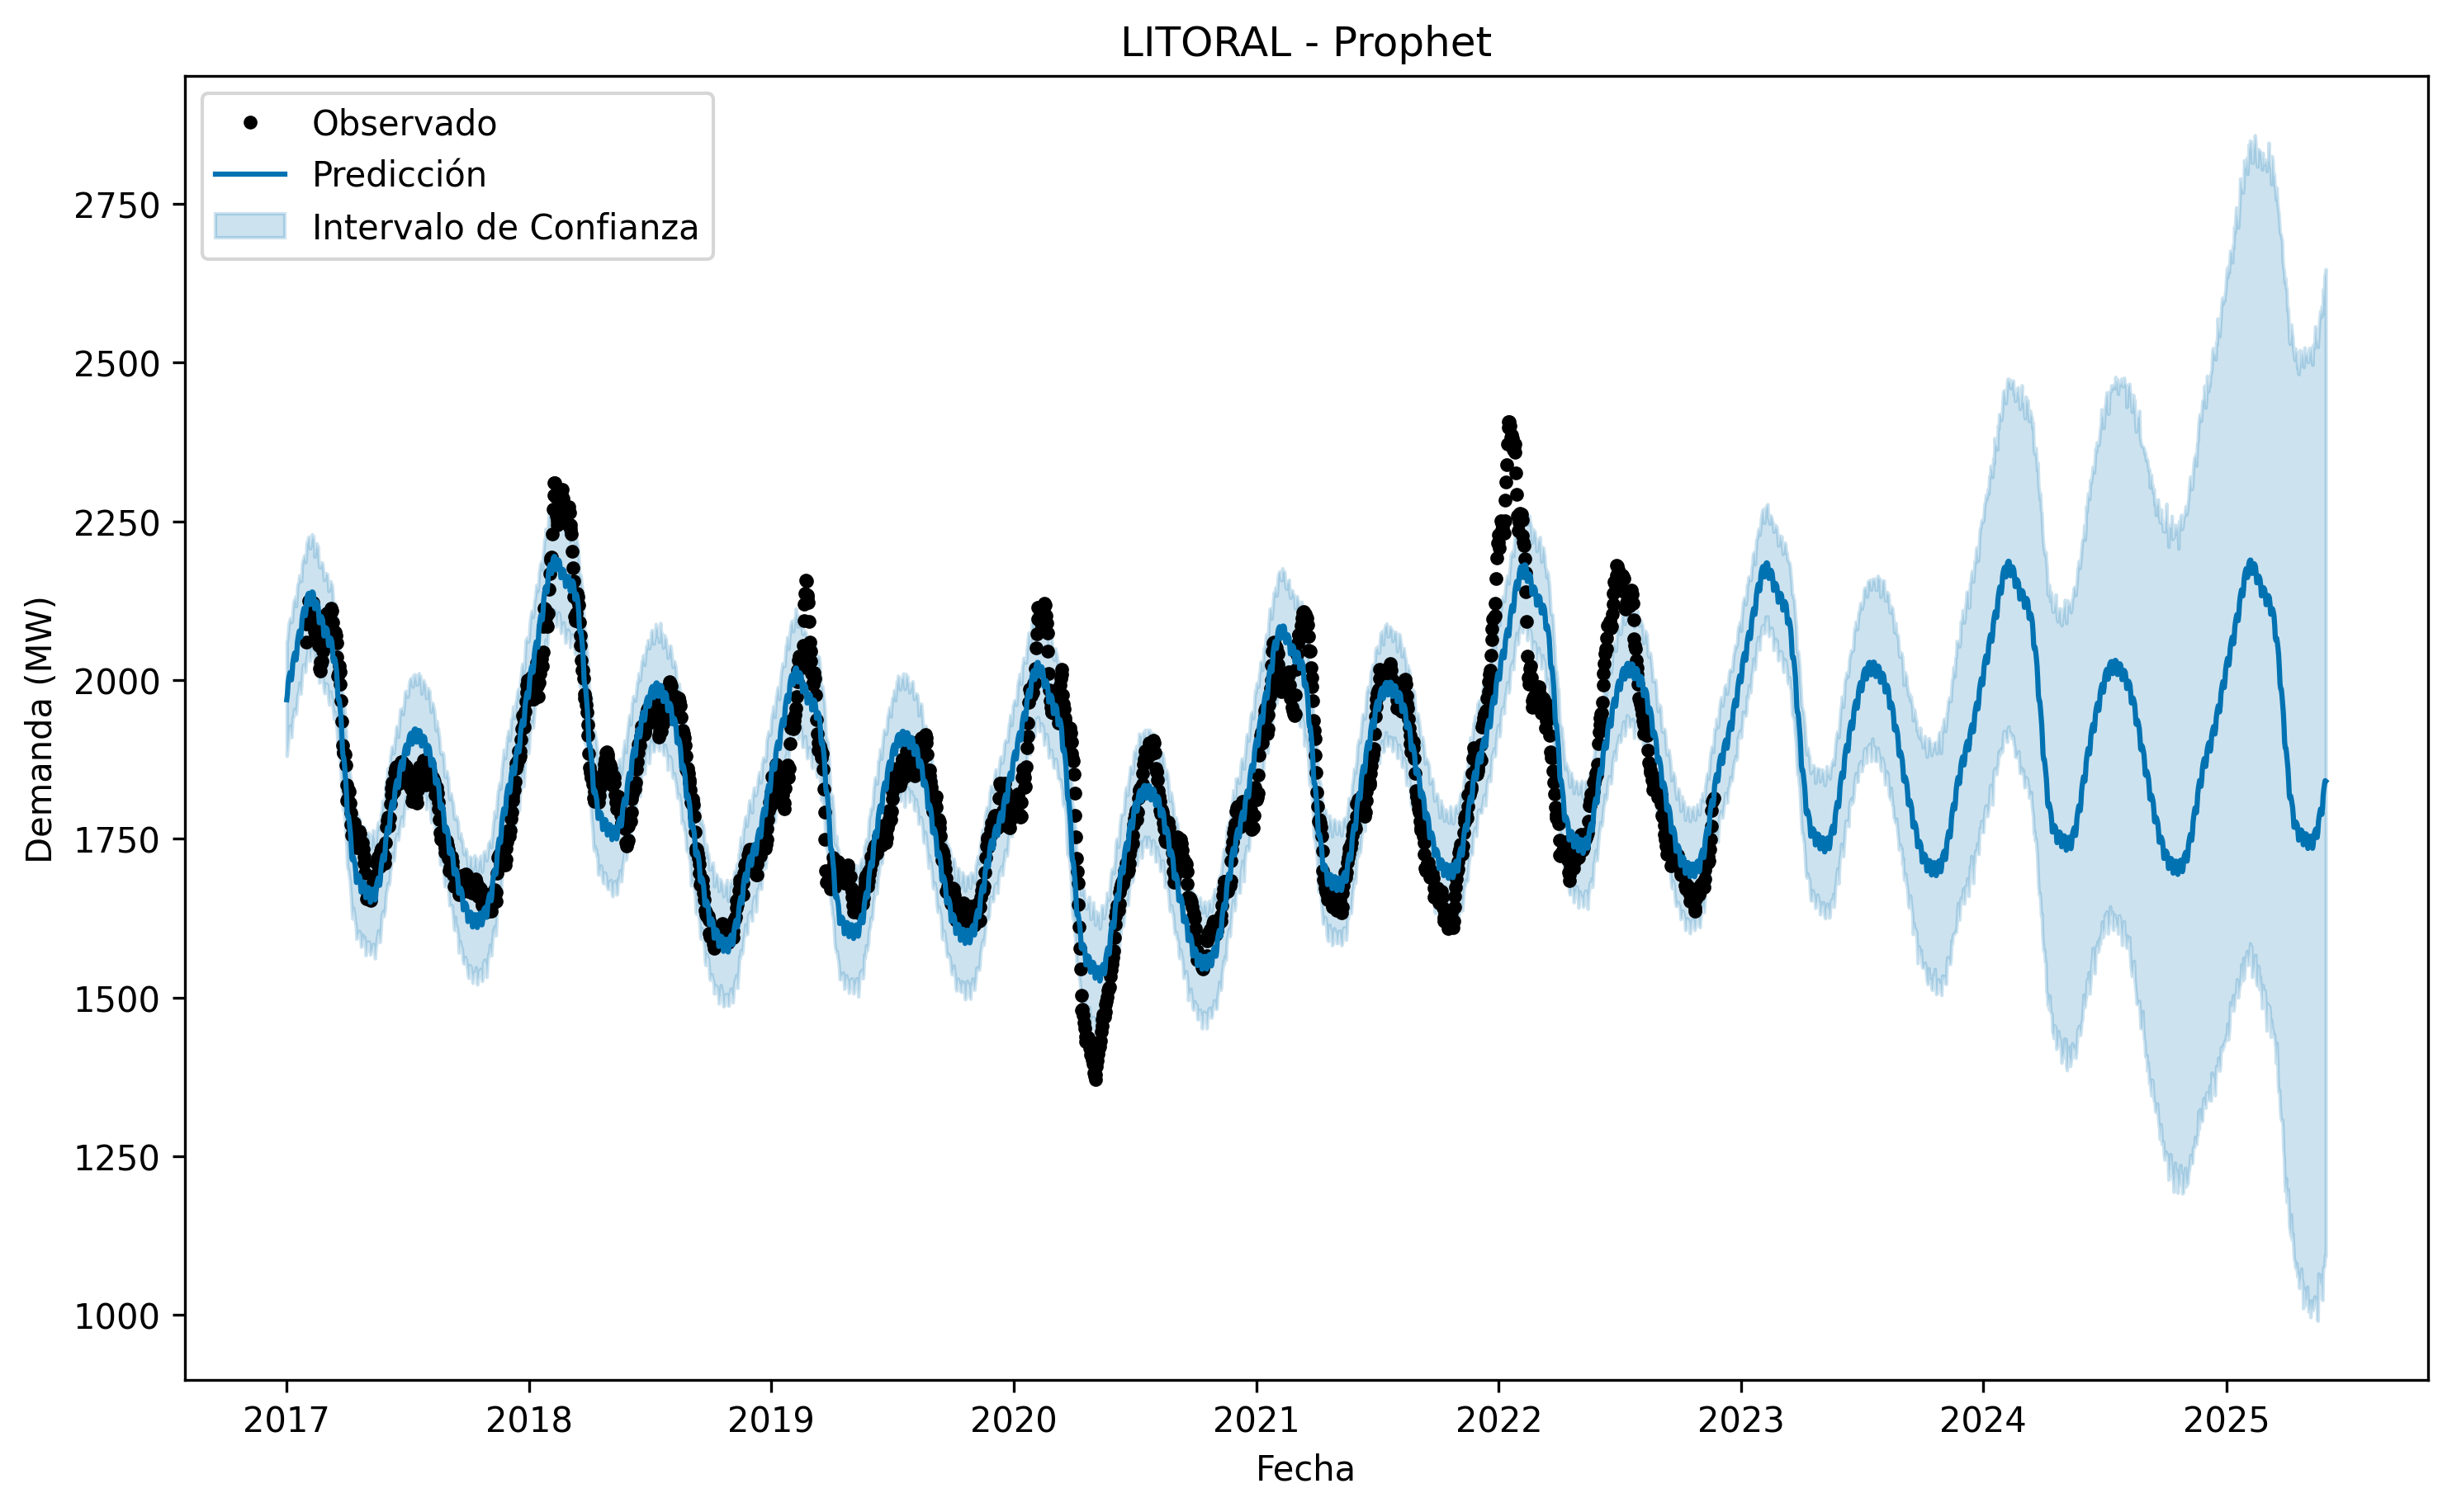 LITORAL - Prophet
Observado
Predicción
Intervalo de Confianza
Demanda (MW)
2750
2500
2250
2000
1750
1500
1250
1000
2017 2018 2019 2020 2021 2022 2023 2024 2025
Fecha